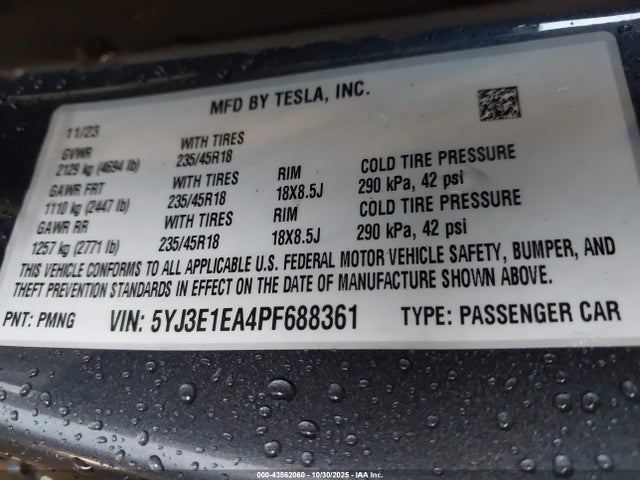 MFD BY TESLA, INC.
11/23
GVWR WITH TIRES
2129 kg (4694 lb) 235/45R18
GAWR FRT WITH TIRES RIM COLD TIRE PRESSURE
1110 kg (2447 lb) 235/45R18 18X8.5J 290 kPa, 42 psi
GAWR RR WITH TIRES RIM COLD TIRE PRESSURE
1257 kg (2771 lb) 235/45R18 18X8.5J 290 kPa, 42 psi
THIS VEHICLE CONFORMS TO ALL APPLICABLE U.S. FEDERAL MOTOR VEHICLE SAFETY, BUMPER, AND
THEFT PREVENTION STANDARDS IN EFFECT ON THE DATE OF MANUFACTURE SHOWN ABOVE.
PNT: PMNG VIN: 5YJ3E1EA4PF688361 TYPE: PASSENGER CAR
000-43562060 - 10/30/2025 - IAA Inc.